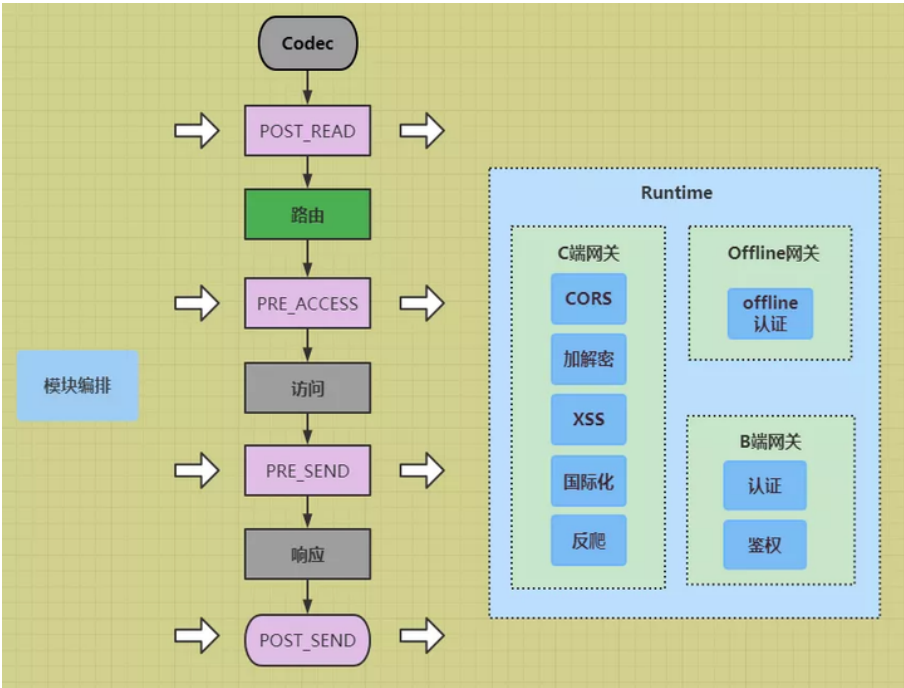 Codec
POST_READ
路由
PRE_ACCESS
访问
PRE_SEND
响应
POST_SEND
模块编排
Runtime
C端网关
CORS
加解密
XSS
国际化
反爬
Offline网关
offline
认证
B端网关
认证
鉴权